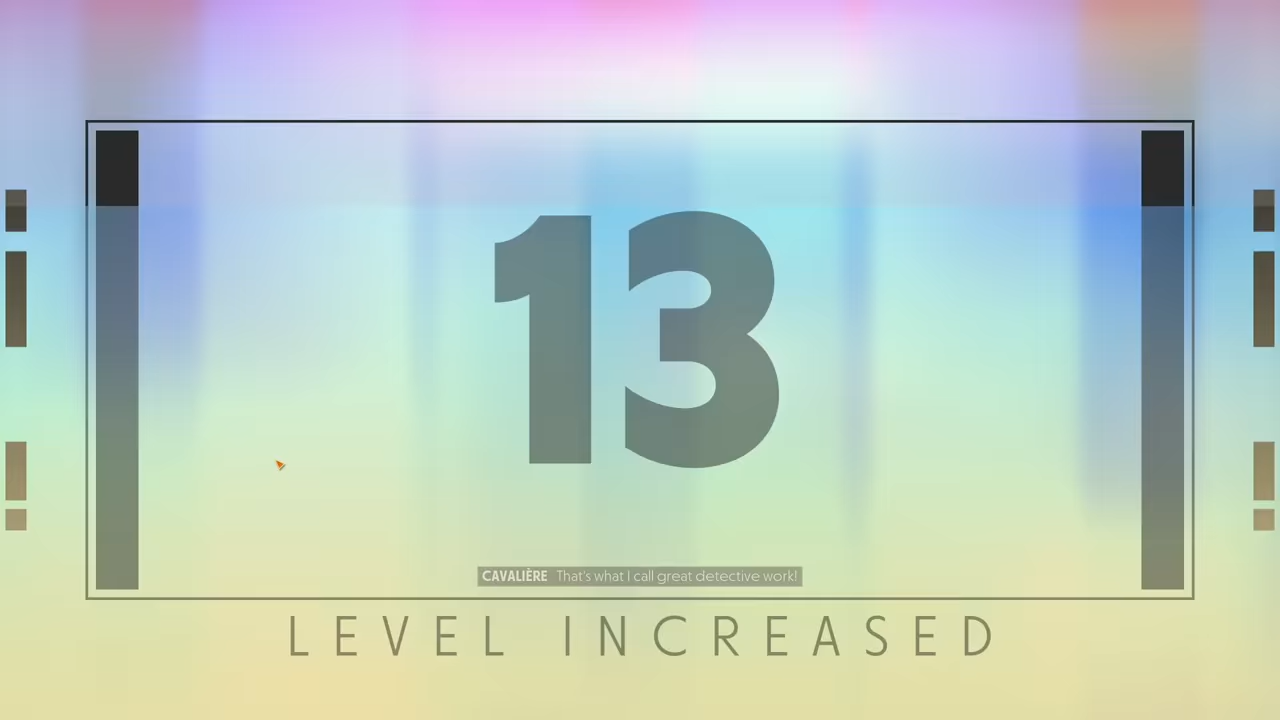 13
CAVALIÈRE That's what I call great detective work!
LEVEL INCREASED